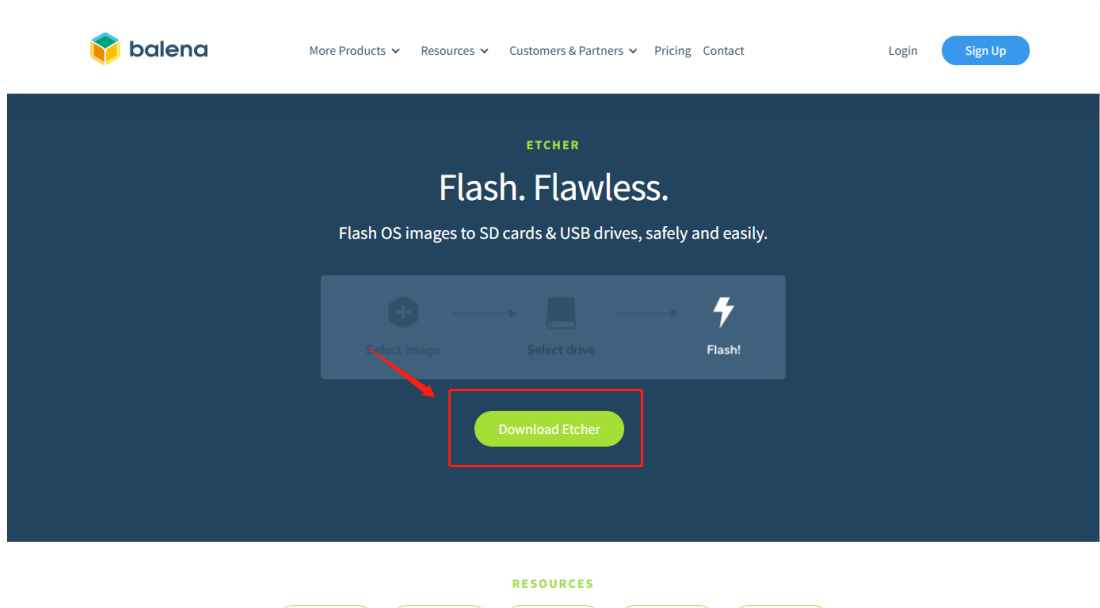 balena
More Products Resources Customers & Partners Pricing Contact Login Sign Up
ETCHER
Flash. Flawless.
Flash OS images to SD cards & USB drives, safely and easily.
Select image Select drive Flash!
Download Etcher
RESOURCES